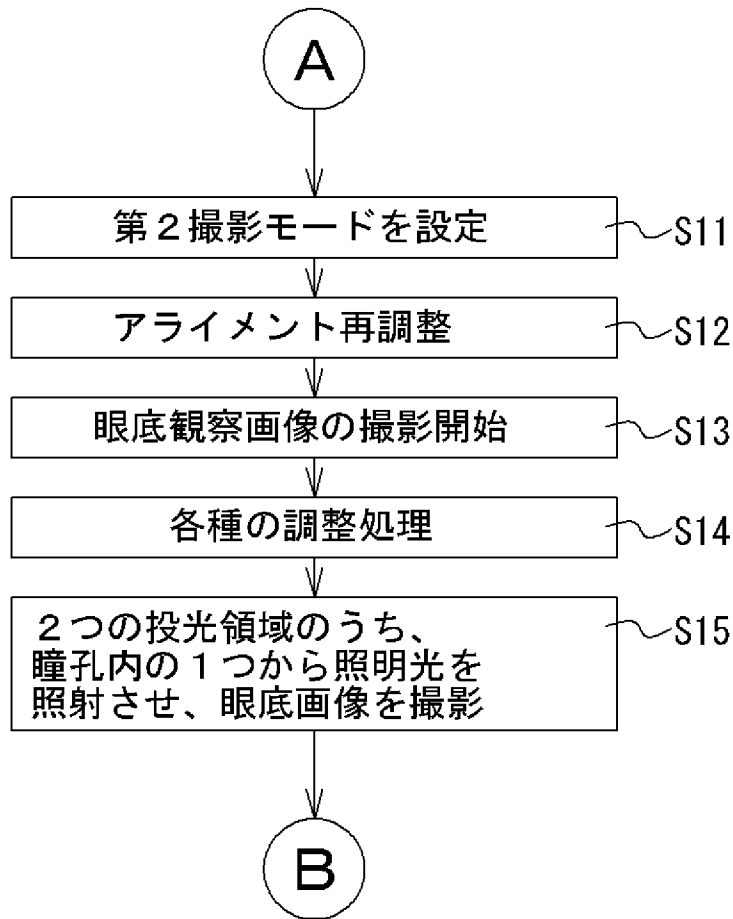 A
第２撮影モードを設定
S11
アライメント再調整
S12
眼底観察画像の撮影開始
S13
各種の調整処理
S14
２つの投光領域のうち、
瞳孔内の１つから照明光を
照射させ、眼底画像を撮影
S15
B